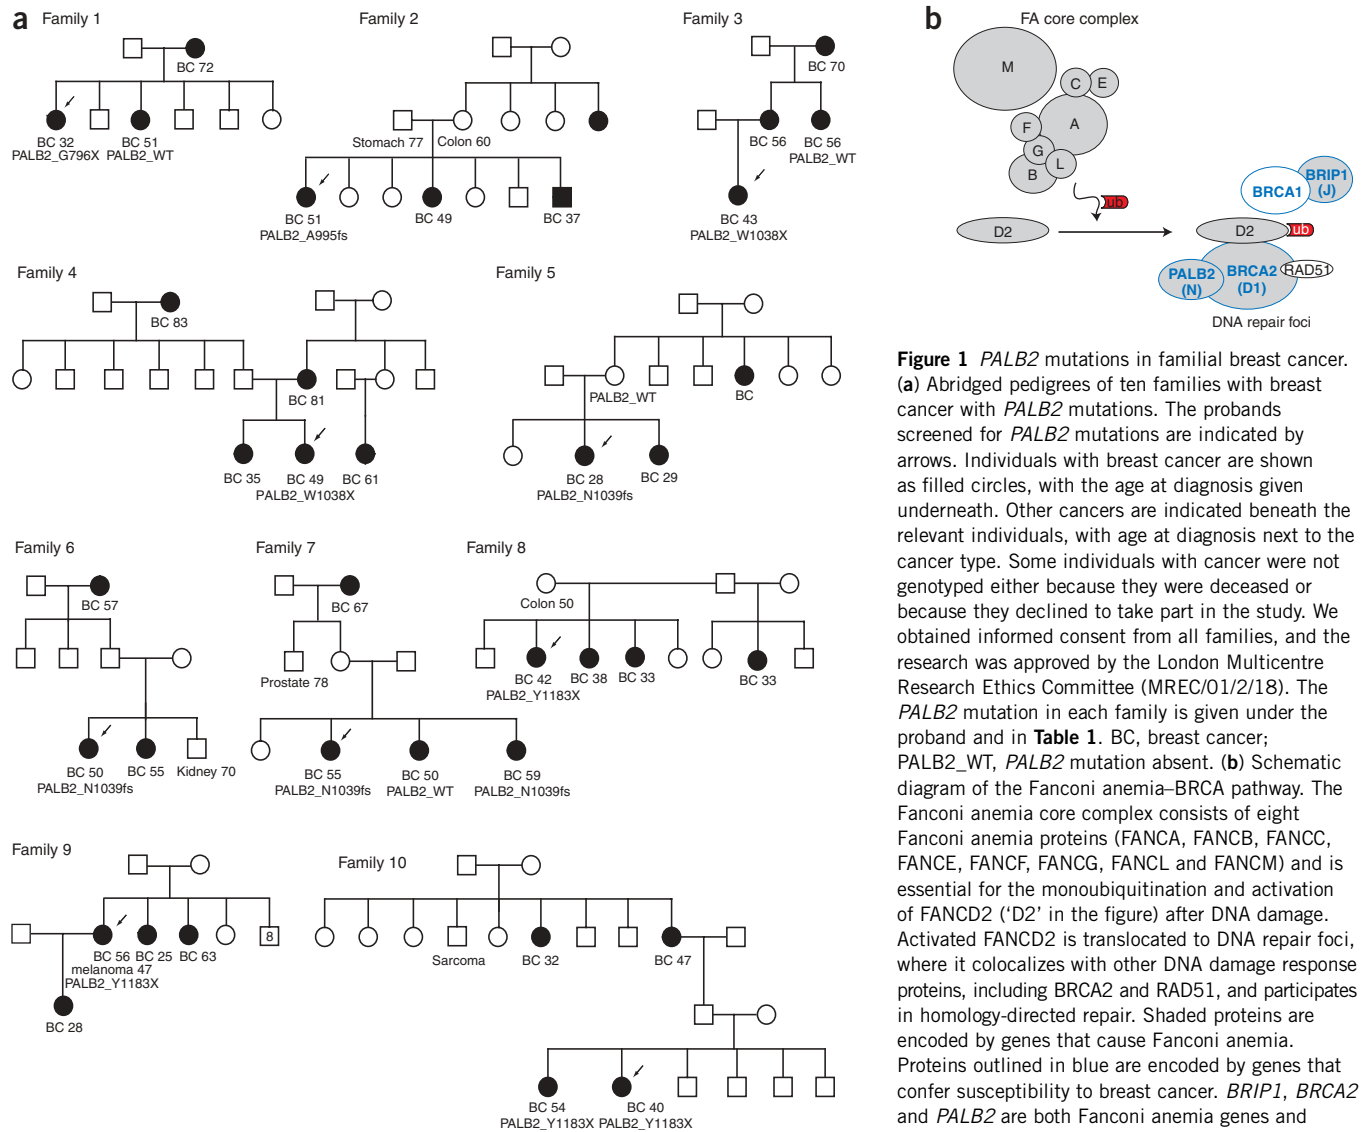 a
Family 1
BC 72
BC 32
PALB2_G796X
BC 51
PALB2_WT
Family 2
Stomach 77
Colon 60
BC 51
PALB2_A995fs
BC 49
BC 37
Family 3
BC 70
BC 56
BC 56
PALB2_WT
BC 43
PALB2_W1038X
Family 4
BC 83
BC 81
BC 35
BC 49
PALB2_W1038X
BC 61
Family 5
PALB2_WT
BC
BC 28
PALB2_N1039fs
BC 29
Family 6
BC 57
BC 50
PALB2_N1039fs
BC 55
Kidney 70
Family 7
BC 67
Prostate 78
BC 55
PALB2_N1039fs
BC 50
PALB2_WT
BC 59
PALB2_N1039fs
Family 8
Colon 50
BC 42
PALB2_Y1183X
BC 38
BC 33
BC 33
Family 9
8
BC 56
melanoma 47
PALB2_Y1183X
BC 25
BC 63
BC 28
Family 10
Sarcoma
BC 32
BC 47
BC 54
PALB2_Y1183X
BC 40
PALB2_Y1183X
b
FA core complex
M
C
E
F
A
G
L
B
ub
D2
BRCA1
BRIP1
(J)
D2
ub
PALB2
(N)
BRCA2
(D1)
RAD51
DNA repair foci
Figure 1 PALB2 mutations in familial breast cancer.
(a) Abridged pedigrees of ten families with breast
cancer with PALB2 mutations. The probands
screened for PALB2 mutations are indicated by
arrows. Individuals with breast cancer are shown
as filled circles, with the age at diagnosis given
underneath. Other cancers are indicated beneath the
relevant individuals, with age at diagnosis next to the
cancer type. Some individuals with cancer were not
genotyped either because they were deceased or
because they declined to take part in the study. We
obtained informed consent from all families, and the
research was approved by the London Multicentre
Research Ethics Committee (MREC/01/2/18). The
PALB2 mutation in each family is given under the
proband and in Table 1. BC, breast cancer;
PALB2_WT, PALB2 mutation absent. (b) Schematic
diagram of the Fanconi anemia–BRCA pathway. The
Fanconi anemia core complex consists of eight
Fanconi anemia proteins (FANCA, FANCB, FANCC,
FANCE, FANCF, FANCG, FANCL and FANCM) and is
essential for the monoubiquitination and activation
of FANCD2 (‘D2’ in the figure) after DNA damage.
Activated FANCD2 is translocated to DNA repair foci,
where it colocalizes with other DNA damage response
proteins, including BRCA2 and RAD51, and participates
in homology-directed repair. Shaded proteins are
encoded by genes that cause Fanconi anemia.
Proteins outlined in blue are encoded by genes that
confer susceptibility to breast cancer. BRIP1, BRCA2
and PALB2 are both Fanconi anemia genes and